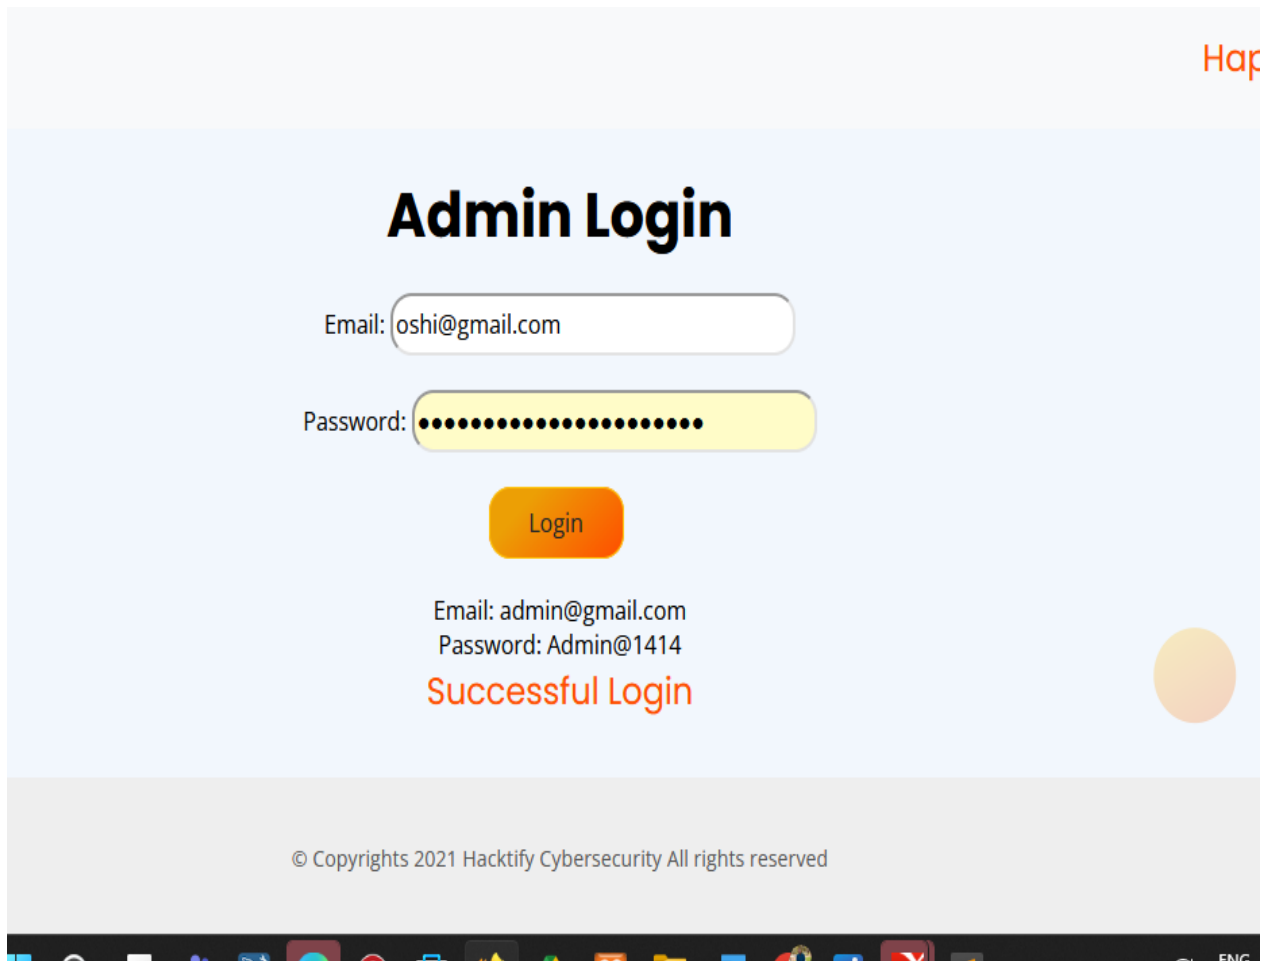 Hap
Admin Login
Email: oshi@gmail.com
Password: ••••••••••••••••••••••
Login
Email: admin@gmail.com
Password: Admin@1414
Successful Login
© Copyrights 2021 Hacktify Cybersecurity All rights reserved
ENG